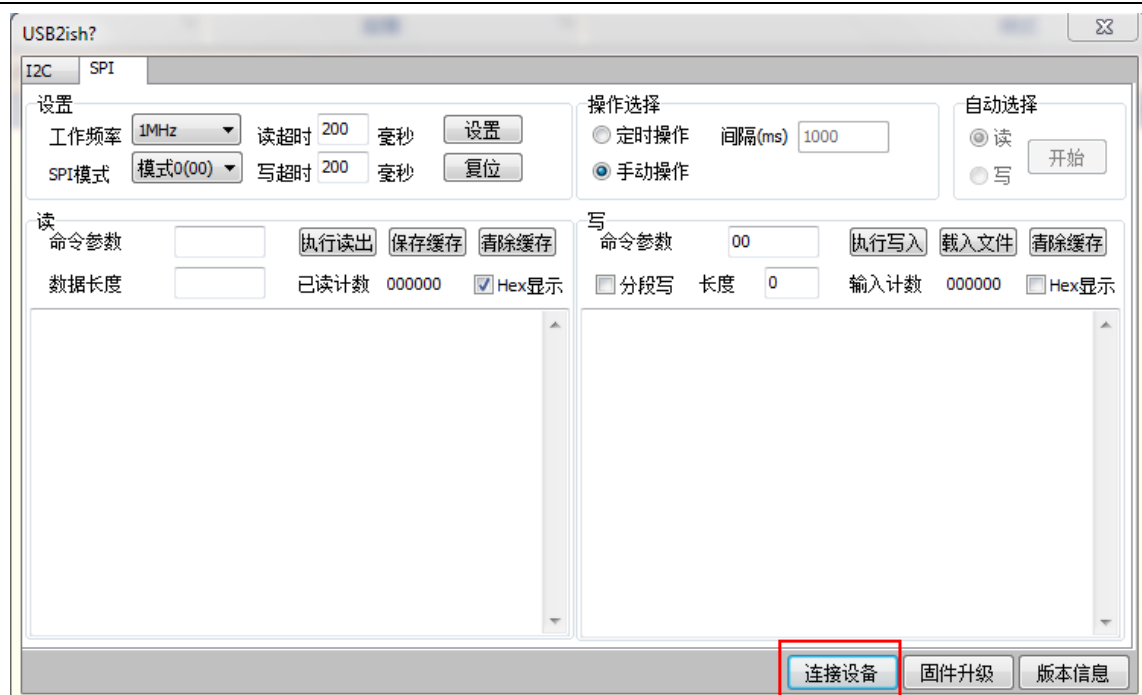 USB2ish?
I2C SPI
设置 操作选择 自动选择
工作频率 1MHz 读超时 200 毫秒 设置 定时操作 间隔(ms) 1000 读 开始
SPI模式 模式0(00) 写超时 200 毫秒 复位 手动操作 写
读 写
命令参数 执行读出 保存缓存 清除缓存 命令参数 00 执行写入 载入文件 清除缓存
数据长度 已读计数 000000 Hex显示 分段写 长度 0 输入计数 000000 Hex显示
连接设备 固件升级 版本信息